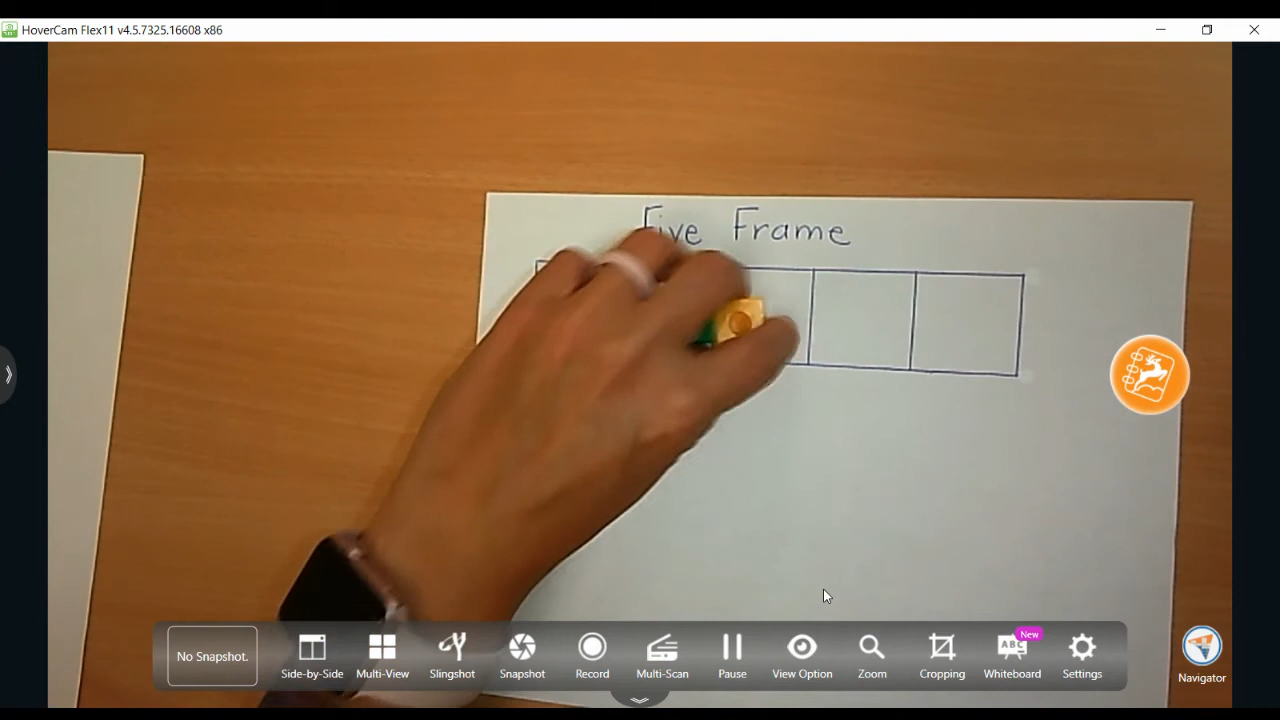 HoverCam Flex11 v4.5.7325.16608 x86
Five Frame
New
No Snapshot.
Side-by-Side Multi-View Slingshot Snapshot Record Multi-Scan Pause View Option Zoom Cropping ABC Whiteboard Settings
Navigator